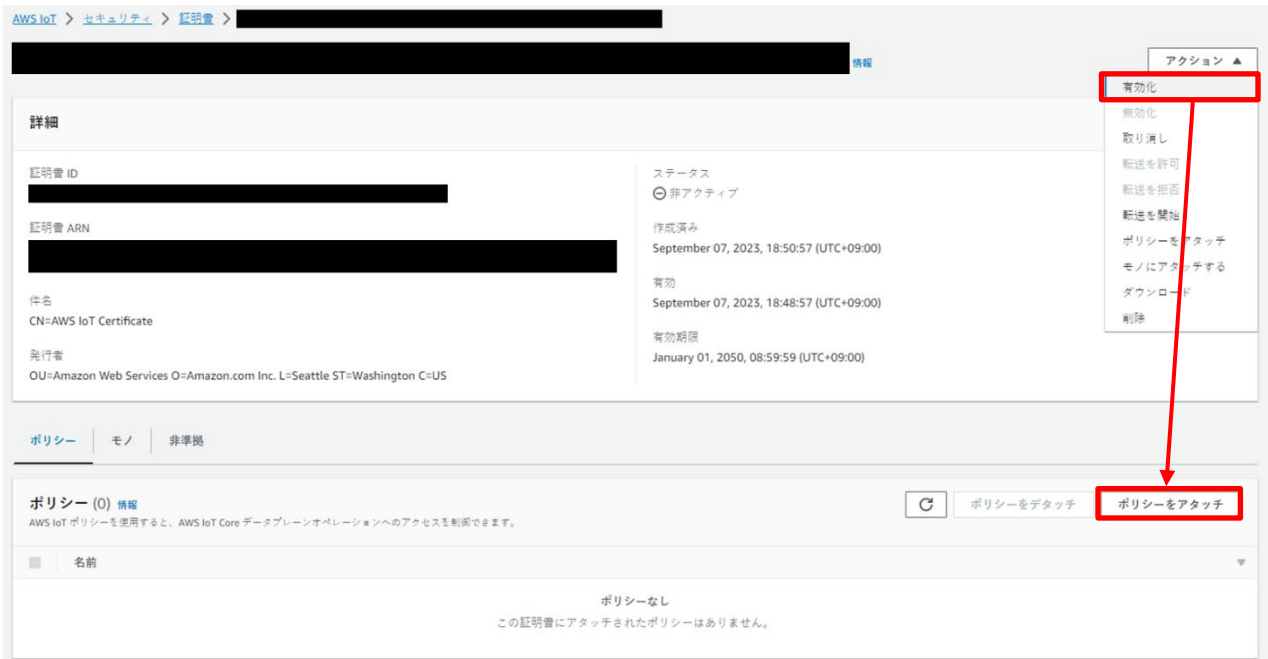 AWS IoT > セキュリティ > 証明書 >
情報
アクション ▲
有効化
無効化
取り消し
転送を許可
転送を拒否
転送を開始
ポリシーをアタッチ
モノにアタッチする
ダウンロード
削除
詳細
証明書 ID
証明書 ARN
件名
CN=AWS IoT Certificate
発行者
OU=Amazon Web Services O=Amazon.com Inc. L=Seattle ST=Washington C=US
ステータス
非アクティブ
作成済み
September 07, 2023, 18:50:57 (UTC+09:00)
有効
September 07, 2023, 18:48:57 (UTC+09:00)
有効期限
January 01, 2050, 08:59:59 (UTC+09:00)
ポリシー モノ 非準拠
ポリシー (0) 情報
AWS IoT ポリシーを使用すると、AWS IoT Core データプレーンオペレーションへのアクセスを制御できます。
ポリシーをデタッチ
ポリシーをアタッチ
名前
ポリシーなし
この証明書にアタッチされたポリシーはありません。